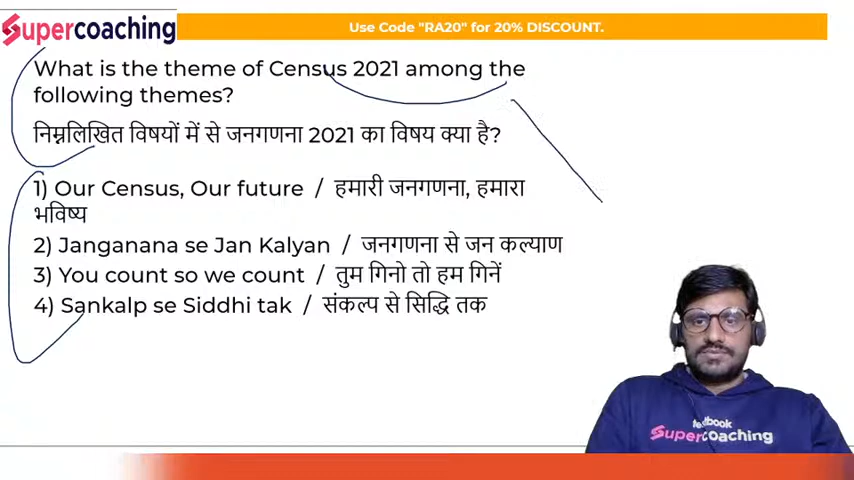 Supercoaching
Use Code "RA20" for 20% DISCOUNT.
What is the theme of Census 2021 among the
following themes?
निम्नलिखित विषयों में से जनगणना 2021 का विषय क्या है?
1) Our Census, Our future / हमारी जनगणना, हमारा
भविष्य
2) Janganana se Jan Kalyan / जनगणना से जन कल्याण
3) You count so we count / तुम गिनो तो हम गिनें
4) Sankalp se Siddhi tak / संकल्प से सिद्धि तक
Supercoaching